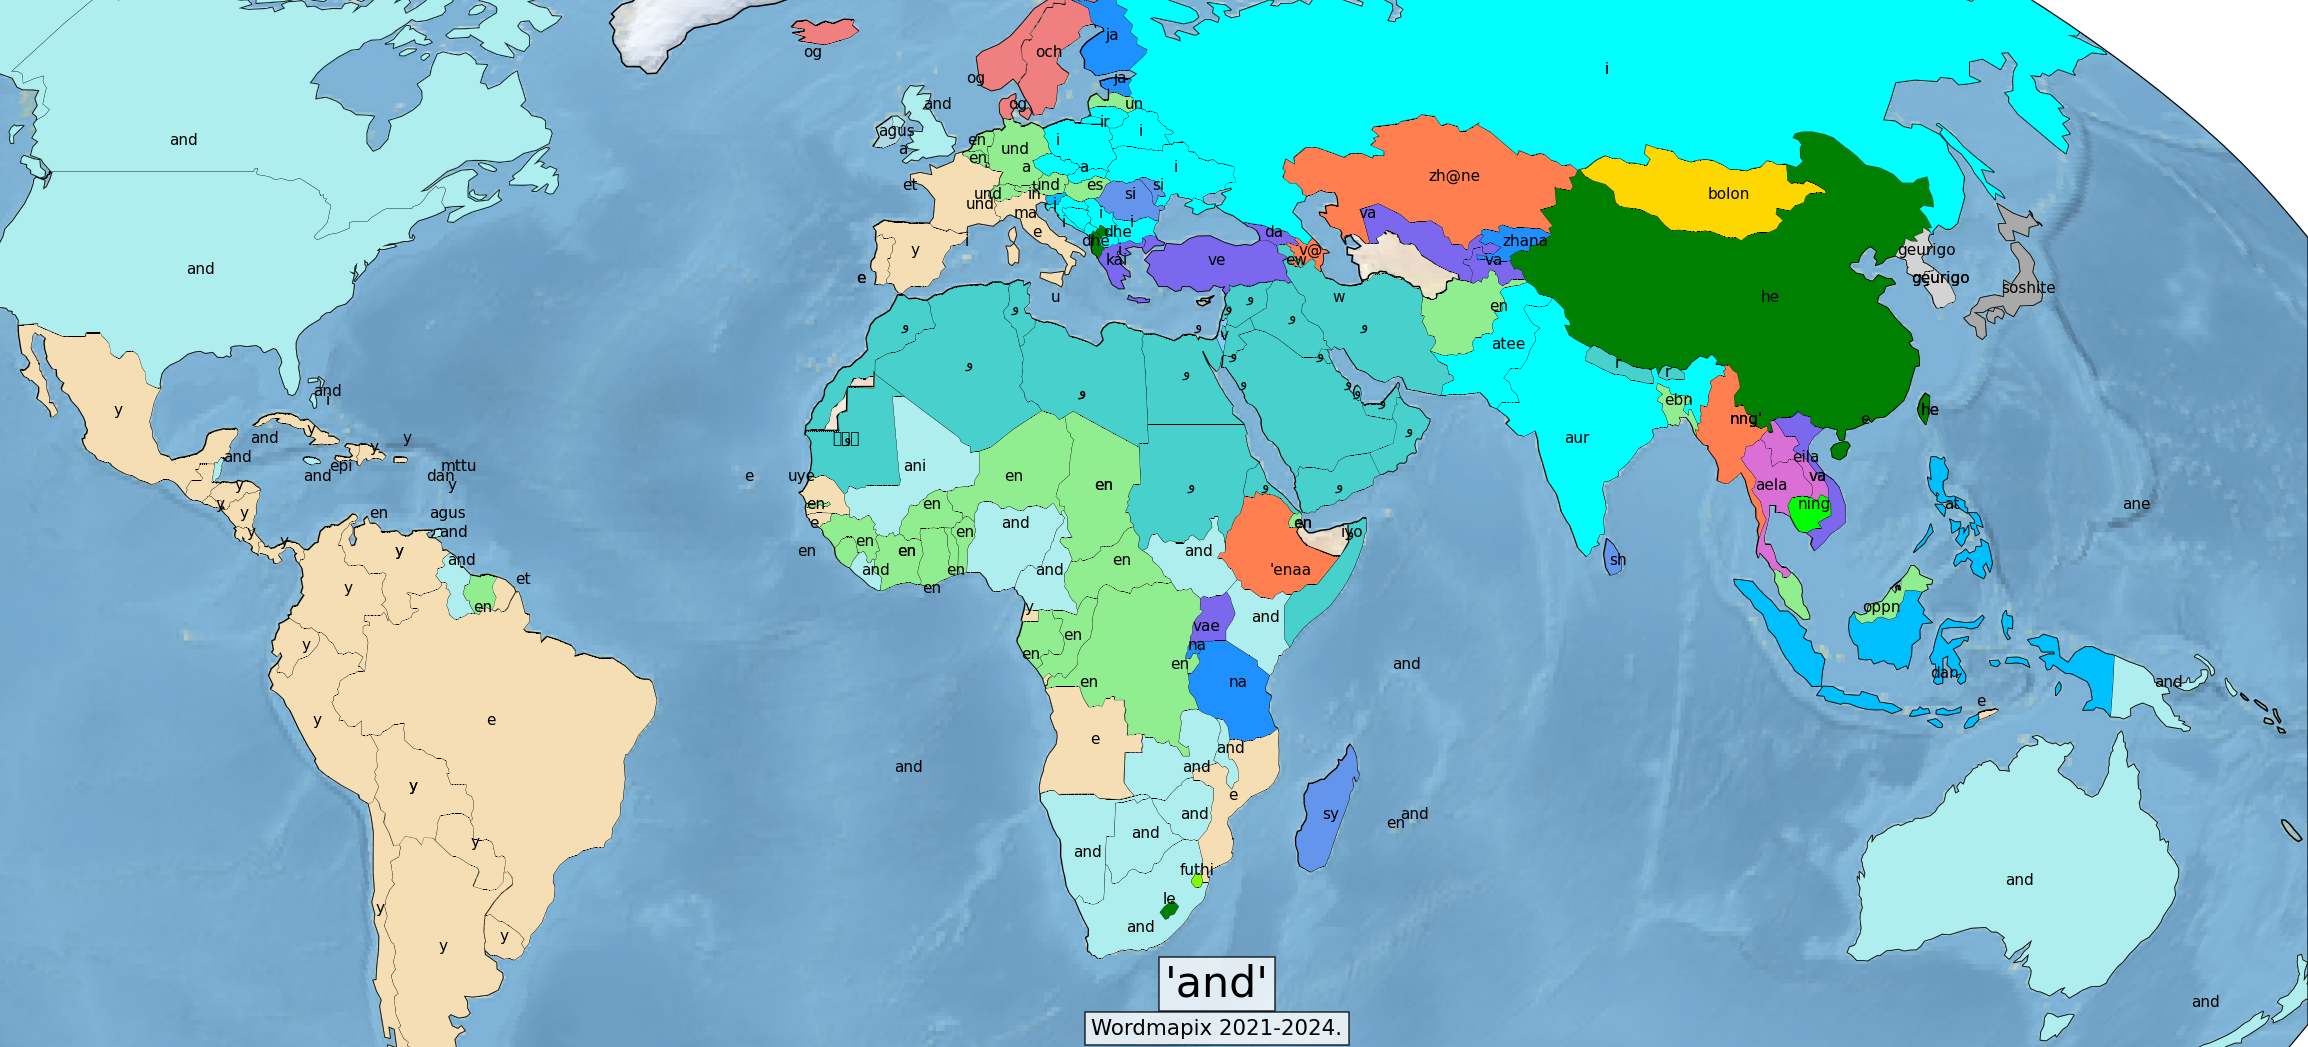 og
och
ja
og
ja
i
og
and
un
and
agus
ir
i
a
en
und
i
and
en
a
a
i
zh@ne
et
und
es
si
si
bolon
und
in
i
va
und
ma
i
i
i
dhe
da
zhana
y
i
e
dhe
i
v@
geurigo
kai
ve
ew
va
and
e
geurigo
soshite
u
w
en
he
و
و
و
و
و
v
و
atee
و
و
و
و
r
r
و
و
and
i
و
و
و
ebn
y
he
nng'
e
y
و
aur
and
y
y
و
and
epi
mttu
ani
eila
and
dan
e
uye
en
en
va
y
y
aela
و
و
و
en
en
ning
at
ane
y
y
en
agus
e
and
en
iyo
y
and
en
y
y
en
en
en
and
and
en
sh
and
en
and
'enaa
et
en
y
en
y
oppn
and
vae
y
en
na
en
en
and
en
na
dan
and
e
y
e
e
and
and
and
y
e
and
sy
en
and
and
y
and
futhi
and
le
y
and
y
y
and
'and'
and
Wordmapix 2021-2024.